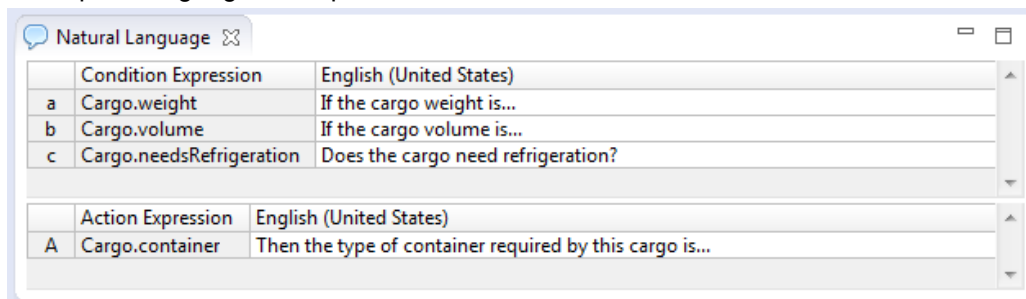 Natural Language
Condition Expression English (United States)
a Cargo.weight If the cargo weight is...
b Cargo.volume If the cargo volume is...
c Cargo.needsRefrigeration Does the cargo need refrigeration?
Action Expression English (United States)
A Cargo.container Then the type of container required by this cargo is...